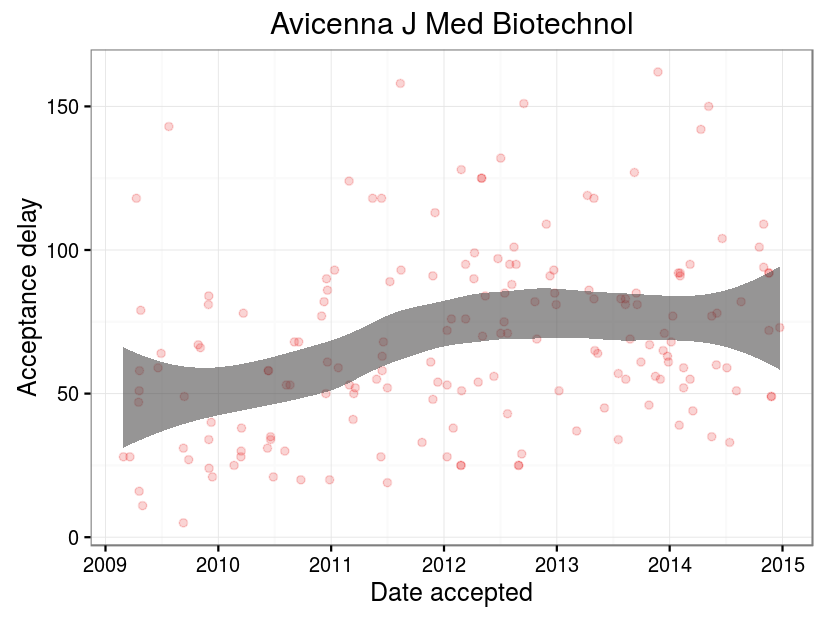 Avicenna J Med Biotechnol
Acceptance delay
150
100
50
0
2009 2010 2011 2012 2013 2014 2015
Date accepted